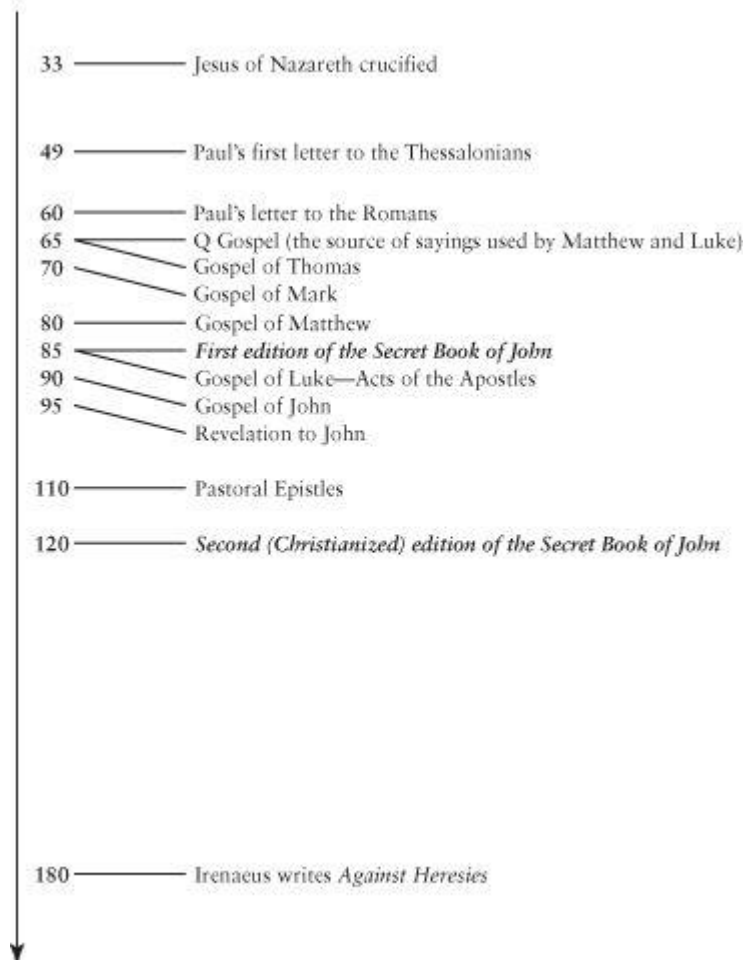 33 Jesus of Nazareth crucified
49 Paul's first letter to the Thessalonians
60 Paul's letter to the Romans
65 Q Gospel (the source of sayings used by Matthew and Luke)
Gospel of Thomas
70 Gospel of Mark
80 Gospel of Matthew
85 First edition of the Secret Book of John
Gospel of Luke—Acts of the Apostles
90 Gospel of John
95 Revelation to John
110 Pastoral Epistles
120 Second (Christianized) edition of the Secret Book of John
180 Irenaeus writes Against Heresies